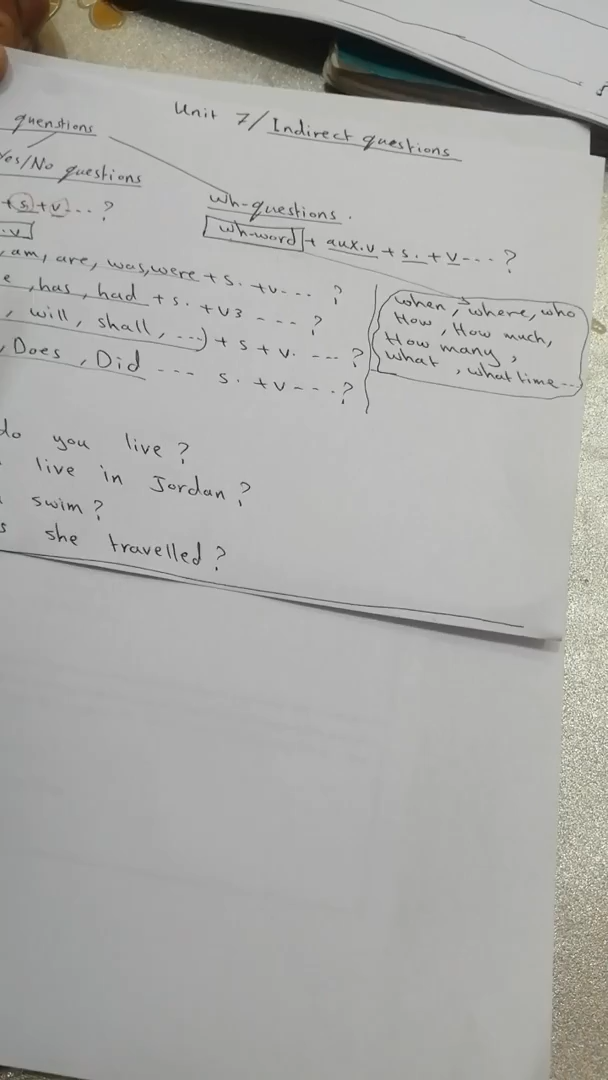 Unit 7/ Indirect questions
quenstions
Yes/No questions
+ s + v ... ?
.v
, am, are, was, were + s. + v. ... ?
, has, had + s. + v3 --- ?
, will, shall, ...) + s + v. --- ?
, Does, Did --- s. + v --- ?
wh-questions.
wh-word + aux.v + s. + v --- ?
when, where, who
How, How much,
How many,
what, what time ...
do you live?
live in Jordan?
swim?
s she travelled?